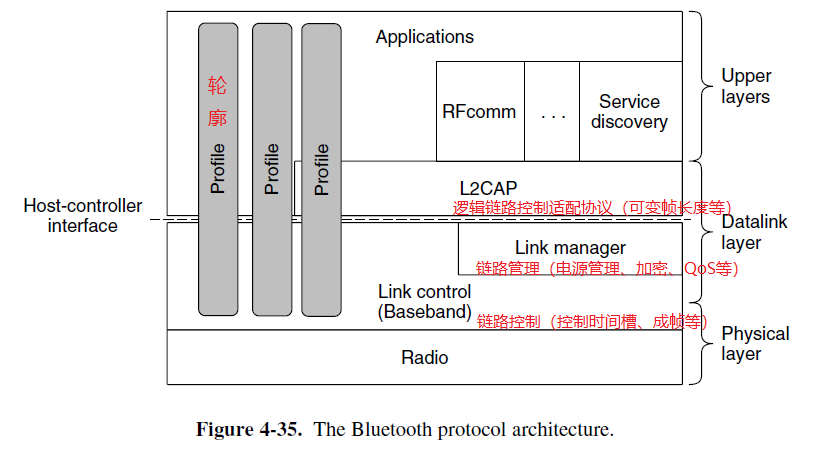 Applications
Upper
layers
轮
廓
RFcomm
. . .
Service
discovery
Profile
Profile
Profile
L2CAP
逻辑链路控制适配协议（可变帧长度等）
Host-controller
interface
Datalink
layer
Link manager
链路管理（电源管理、加密、QoS等）
Link control
(Baseband)
链路控制（控制时间槽、成帧等）
Physical
layer
Radio
Figure 4-35. The Bluetooth protocol architecture.